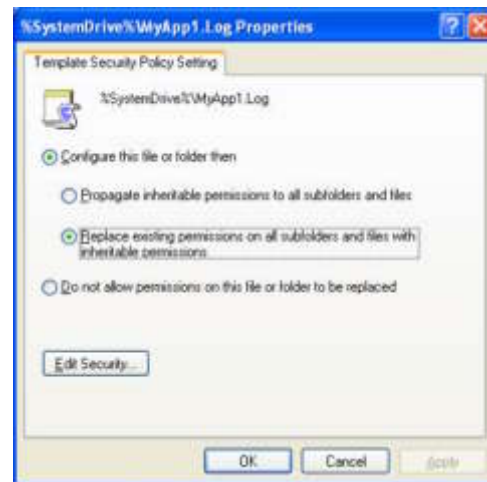 %SystemDrive%\MyApp1.Log Properties
Template Security Policy Setting
%SystemDrive%\MyApp1.Log
Configure this file or folder then
Propagate inheritable permissions to all subfolders and files
Replace existing permissions on all subfolders and files with
inheritable permissions
Do not allow permissions on this file or folder to be replaced
Edit Security...
OK Cancel Apply